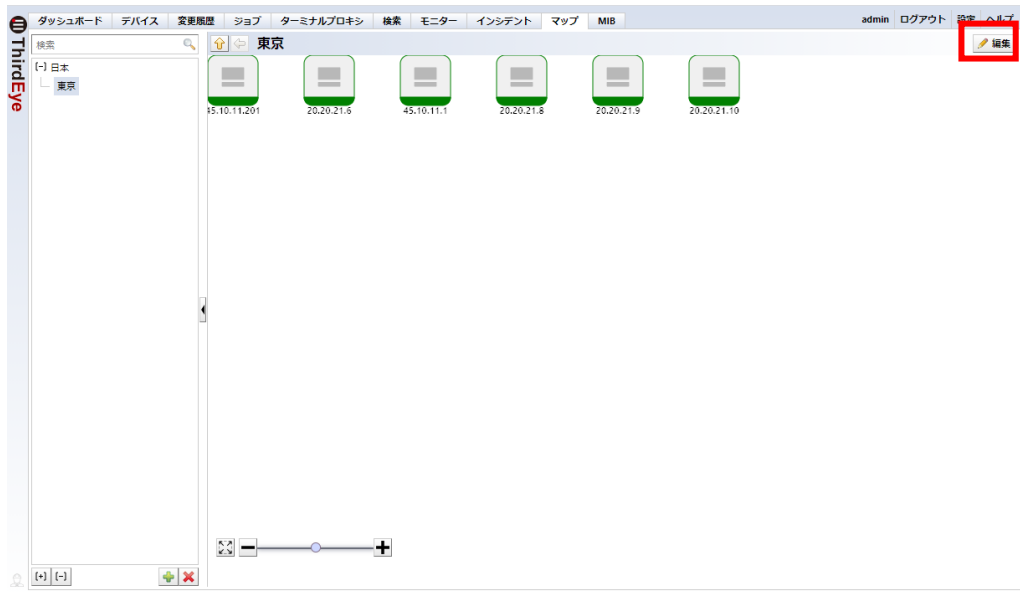 ダッシュボード デバイス 変更履歴 ジョブ ターミナルプロキシ 検索 モニター インシデント マップ MIB admin ログアウト 設定 ヘルプ
ThirdEye
検索
東京
編集
[-] 日本
東京
45.10.11.201 20.20.21.6 45.10.11.1 20.20.21.8 20.20.21.9 20.20.21.10
[+] [-]